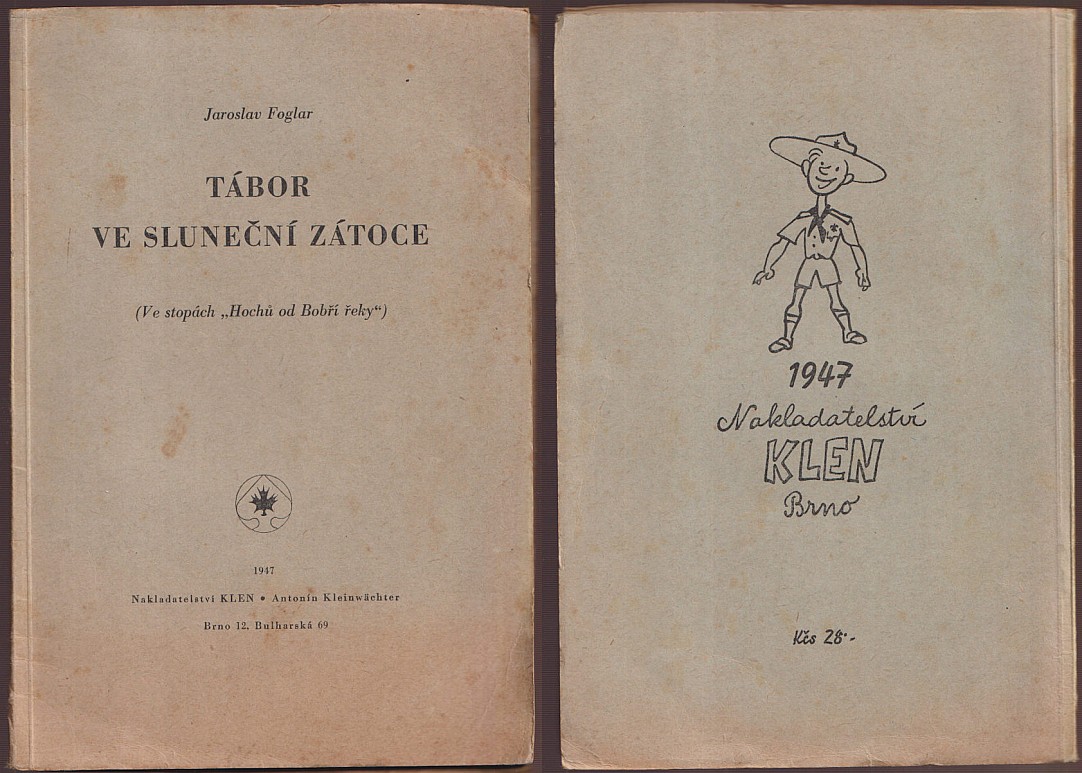 Jaroslav Foglar
TÁBOR
VE SLUNEČNÍ ZÁTOCE
(Ve stopách „Hochů od Bobří řeky“)
1947
Nakladatelství KLEN • Antonín Kleinwächter
Brno 12, Bulharská 69
1947
Nakladatelství
KLEN
Brno
Kčs 28·-